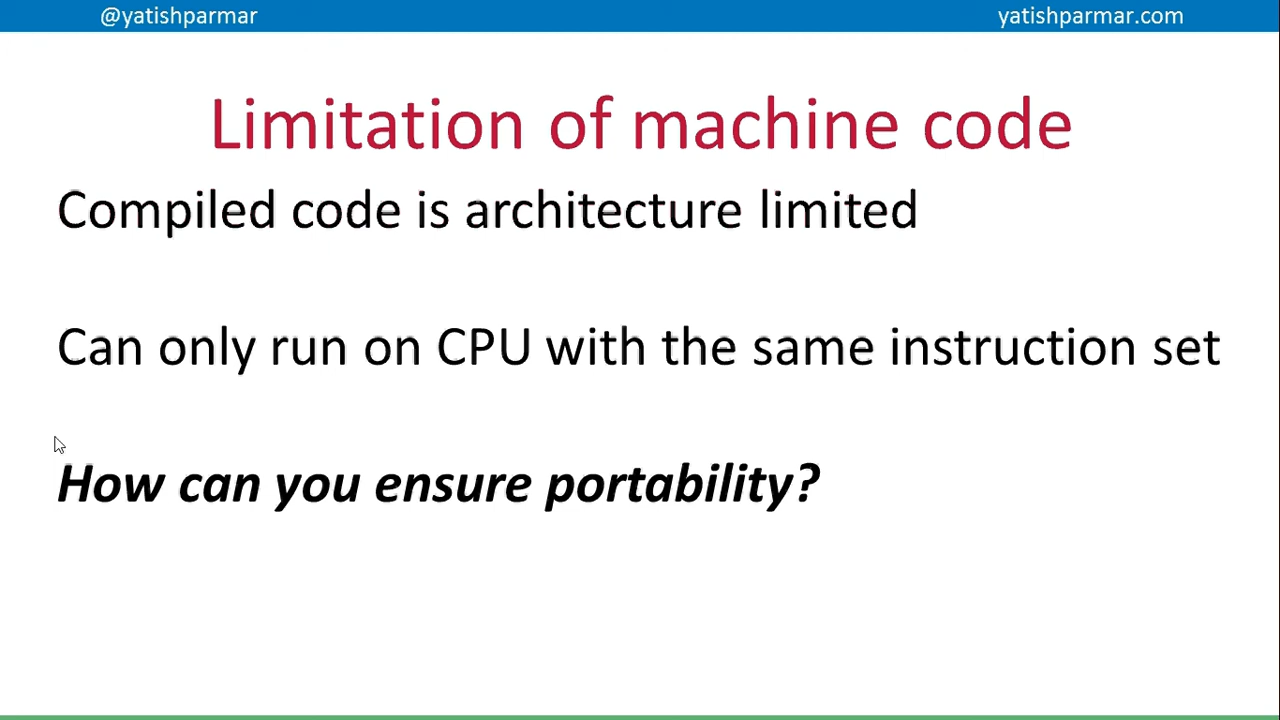 @yatishparmar
yatishparmar.com
Limitation of machine code
Compiled code is architecture limited
Can only run on CPU with the same instruction set
How can you ensure portability?